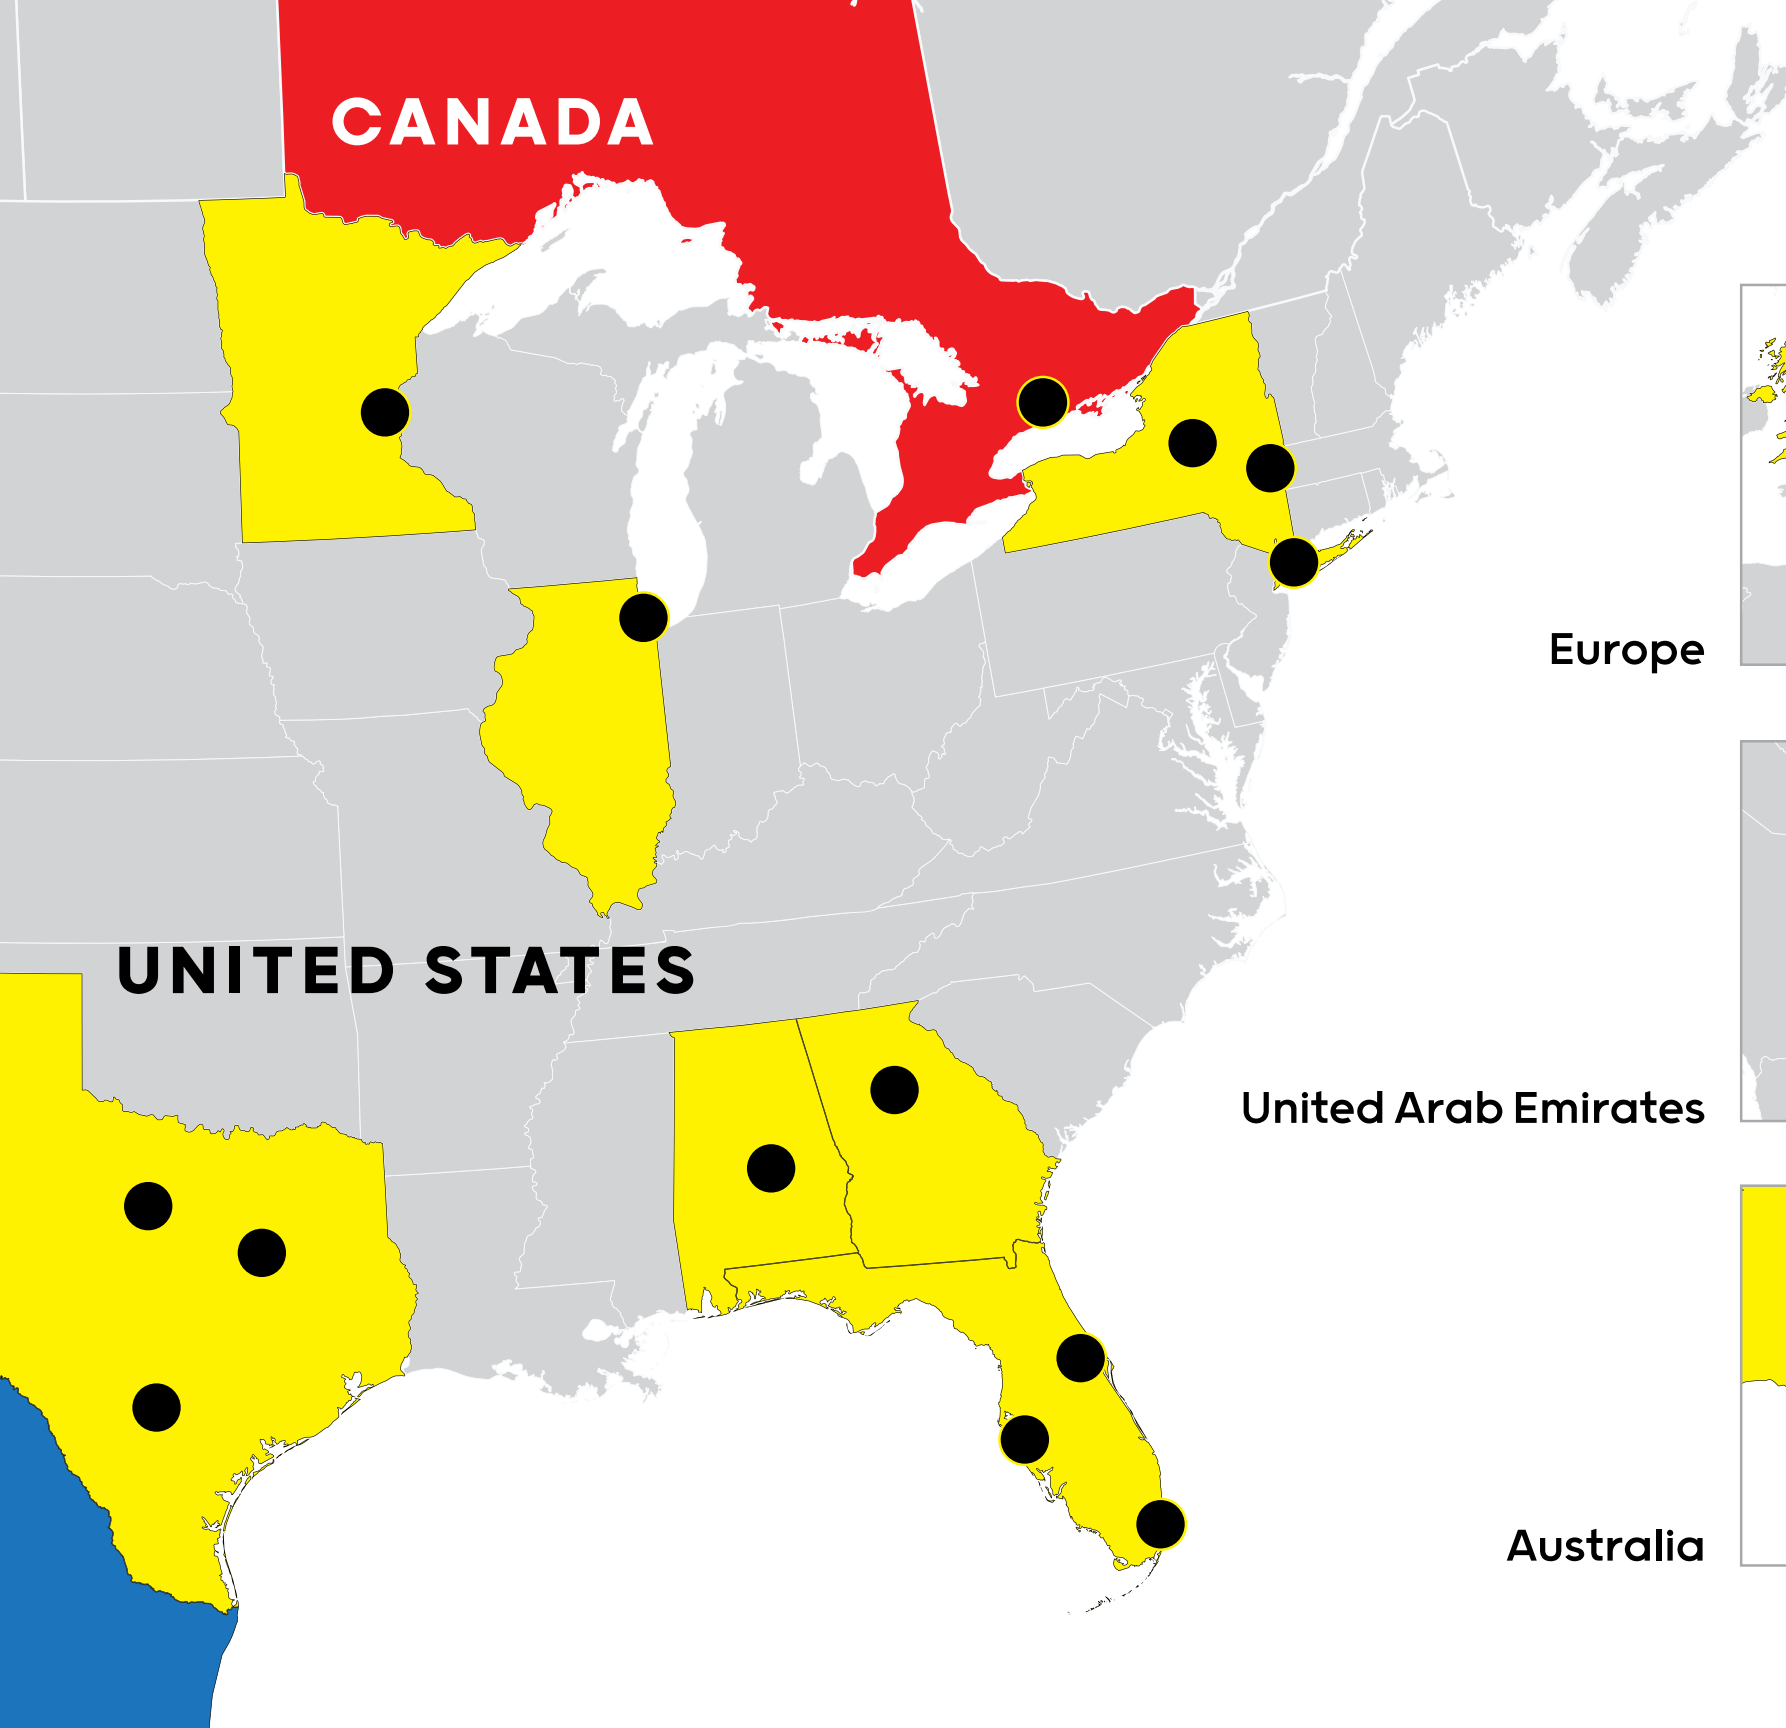 CANADA
Europe
UNITED STATES
United Arab Emirates
Australia